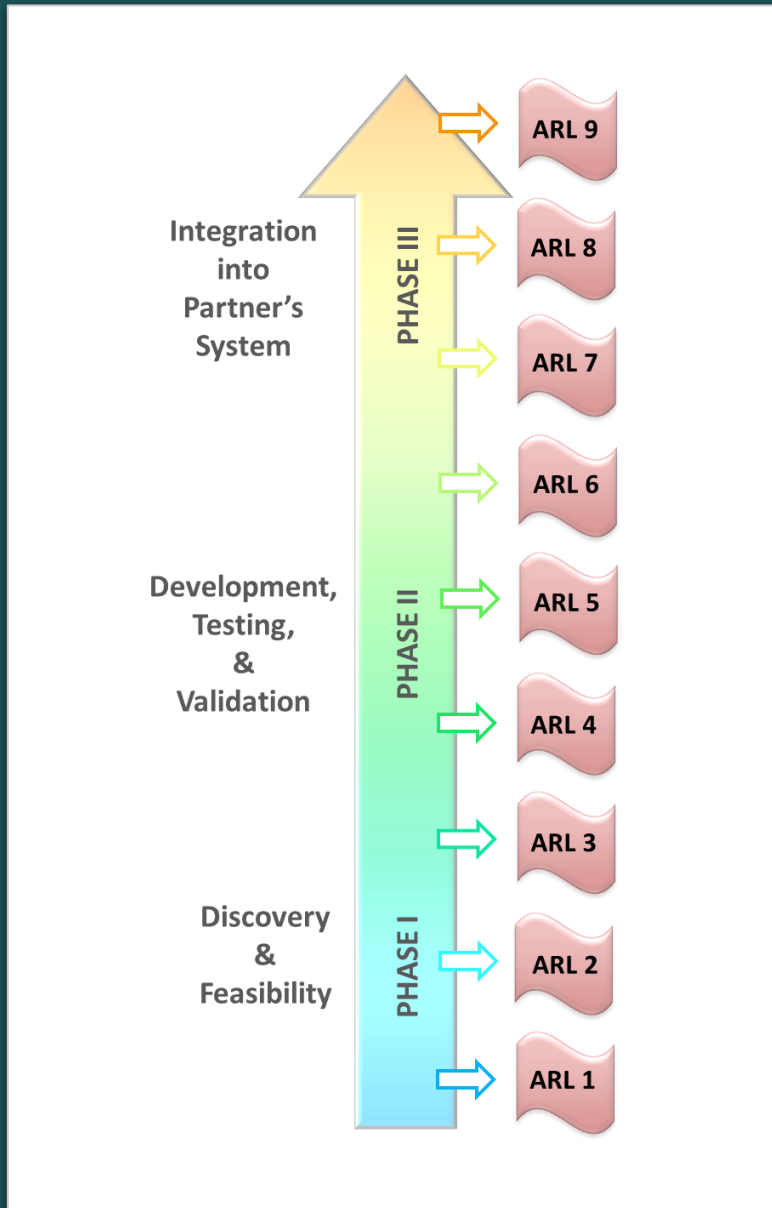 ARL 9
Integration
into
Partner's
System
PHASE III
ARL 8
ARL 7
ARL 6
Development,
Testing,
&
Validation
PHASE II
ARL 5
ARL 4
ARL 3
Discovery
&
Feasibility
PHASE I
ARL 2
ARL 1